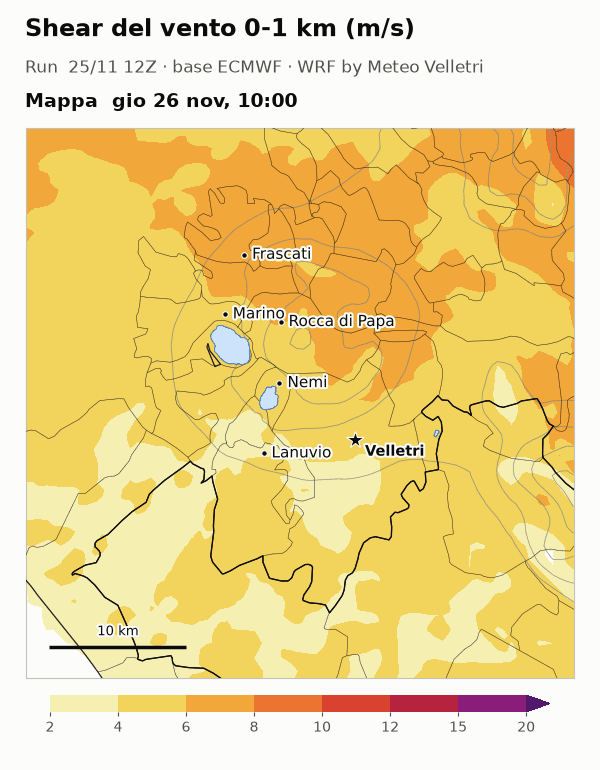 Shear del vento 0-1 km (m/s)
Run  25/11 12Z · base ECMWF · WRF by Meteo Velletri
Mappa  gio 26 nov, 10:00
Frascati
Marino
Rocca di Papa
Nemi
Velletri
Lanuvio
10 km
2 4 6 8 10 12 15 20